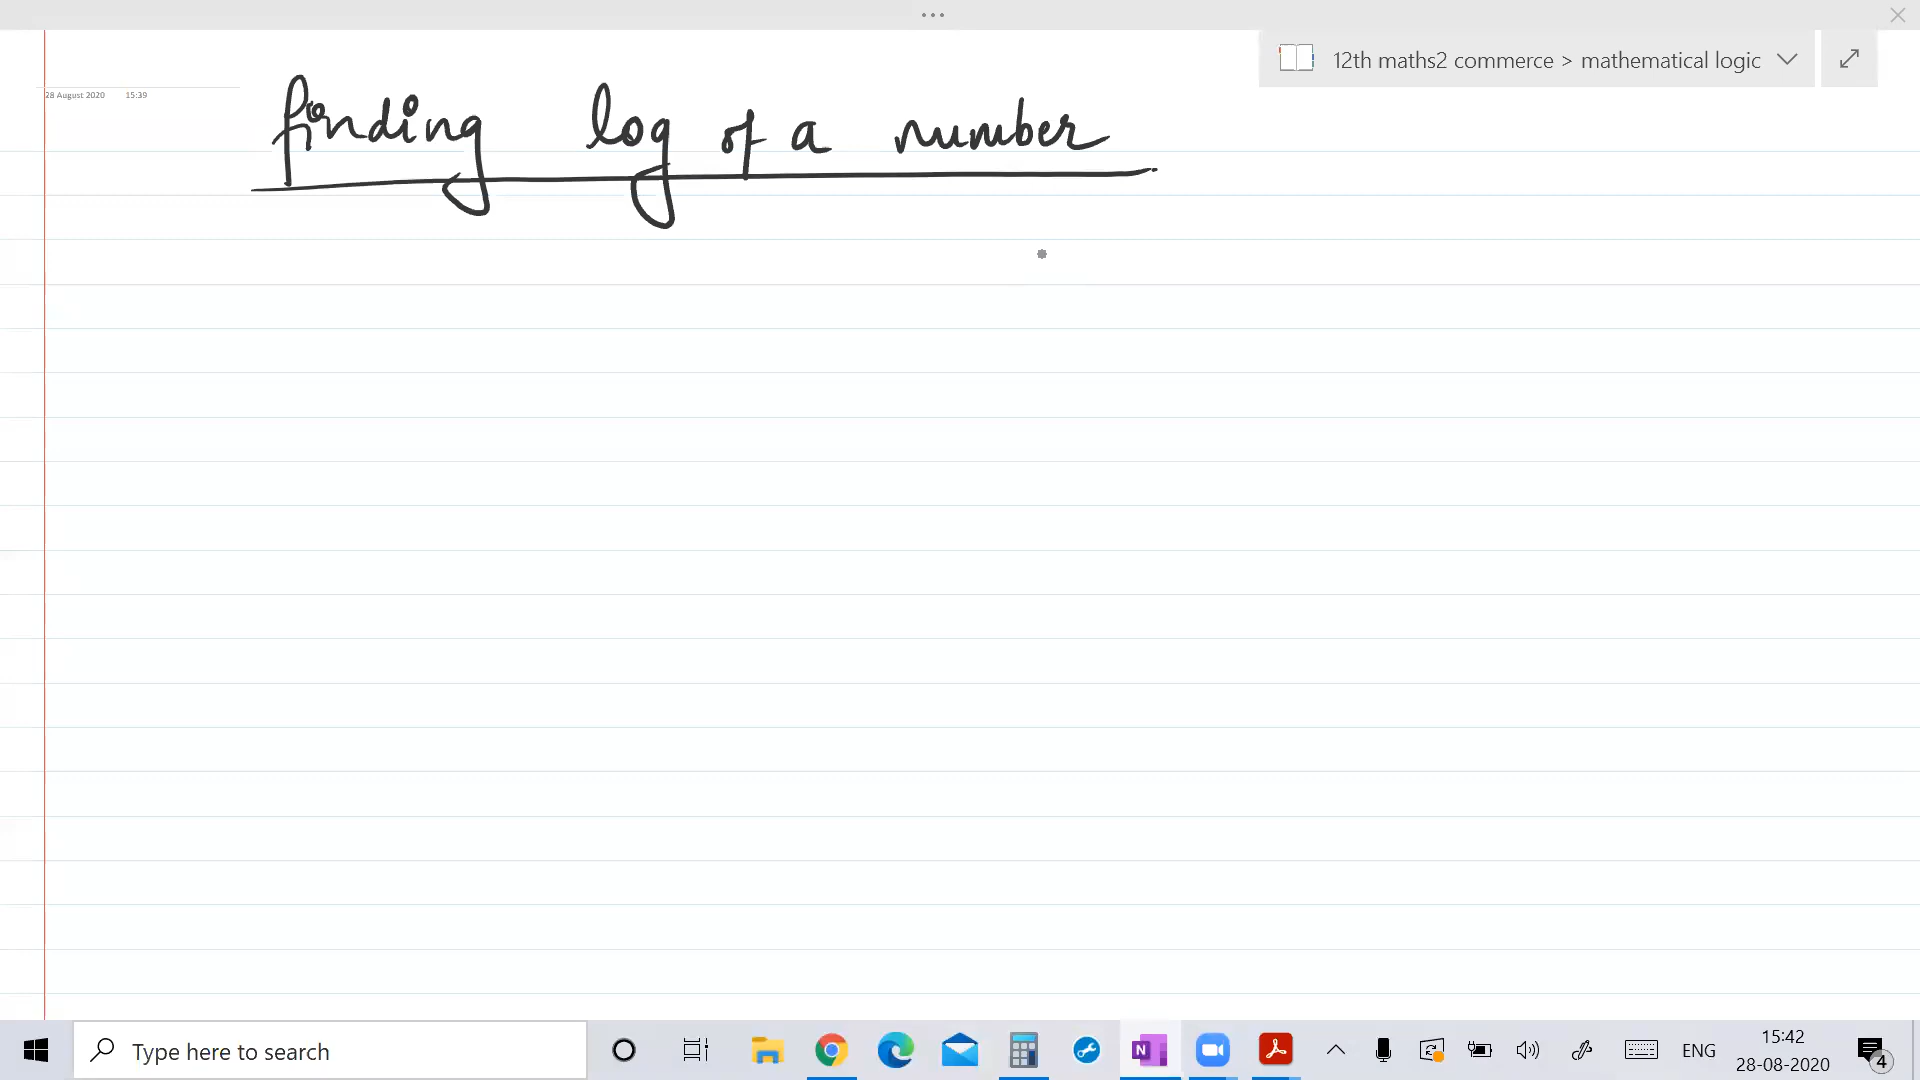 ...
12th maths2 commerce > mathematical logic
28 August 2020 15:39
finding log of a number
Type here to search
ENG
15:42
28-08-2020
4